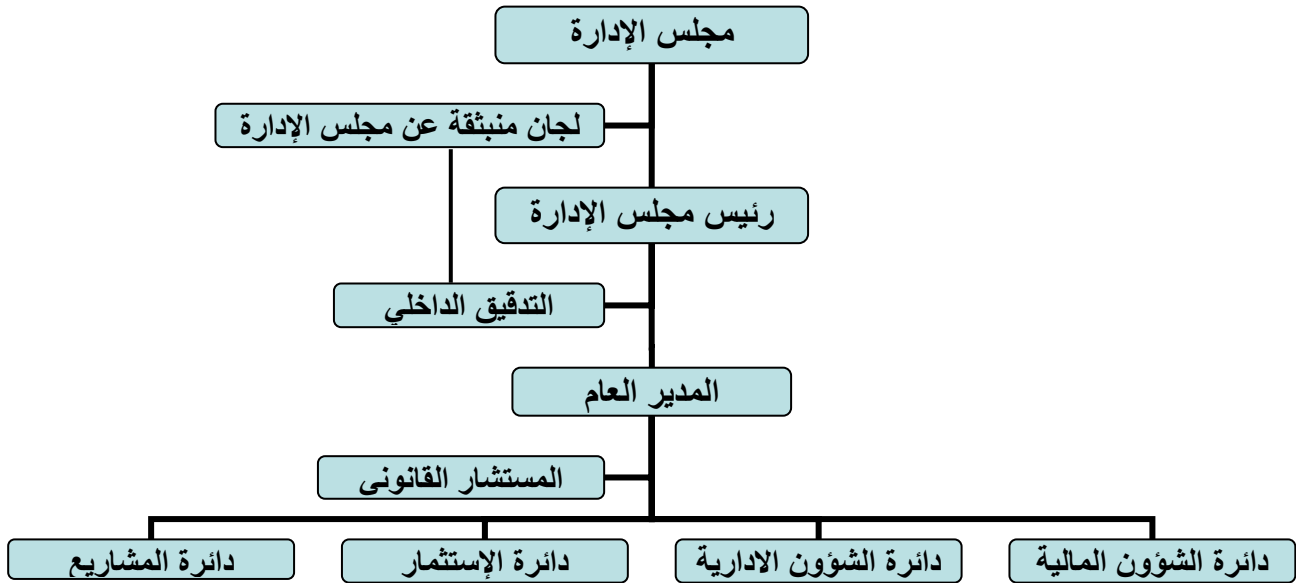 مجلس الإدارة
لجان منبثقة عن مجلس الإدارة
رئيس مجلس الإدارة
التدقيق الداخلي
المدير العام
المستشار القانونى
دائرة الشؤون المالية
دائرة الشؤون الادارية
دائرة الإستثمار
دائرة المشاريع